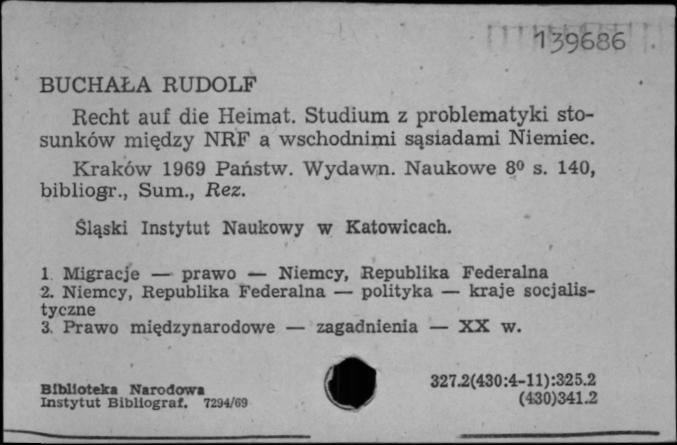 139686
BUCHAŁA RUDOLF
Recht auf die Heimat. Studium z problematyki sto-
sunków między NRF a wschodnimi sąsiadami Niemiec.
Kraków 1969 Państw. Wydawn. Naukowe 8⁰ s. 140,
bibliogr., Sum., Rez.
Śląski Instytut Naukowy w Katowicach.
1. Migracje — prawo — Niemcy, Republika Federalna
2. Niemcy, Republika Federalna — polityka — kraje socjalis-
tyczne
3. Prawo międzynarodowe — zagadnienia — XX w.
Biblioteka Narodowa
Instytut Bibliograf. 7294/69
327.2(430:4-11):325.2
(430)341.2